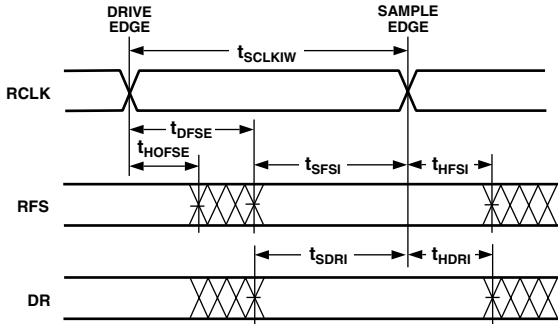 DRIVE
EDGE
SAMPLE
EDGE
tSCLKIW
RCLK
tDFSE
tHOFSE
tSFSI
tHFSI
RFS
tSDRI
tHDRI
DR